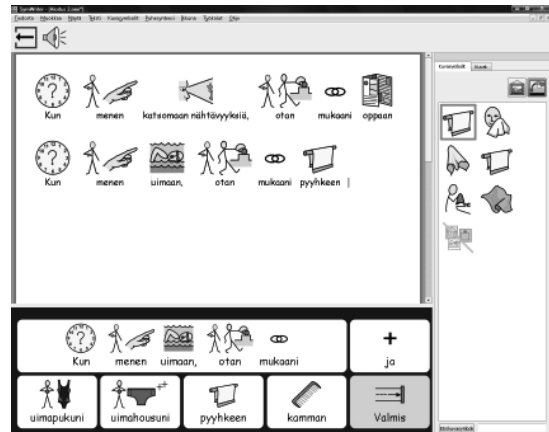 Kun menen katsomaan nähtävyyksiä, otan mukaani oppaan
Kun menen uimaan, otan mukaani pyyhkeen
Kun menen uimaan, otan mukaani
+
ja
uimapukuni uimahousuni pyyhkeen kamman Valmis